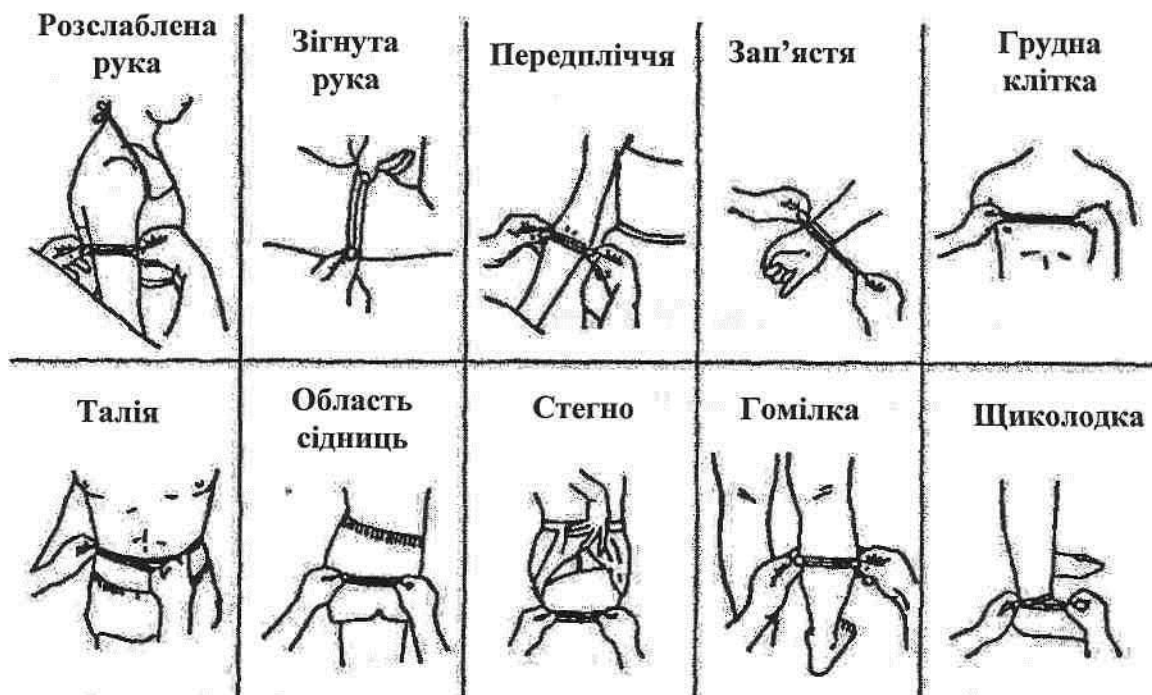 Розслаблена
рука
Зігнута
рука
Передпліччя
Зап’ястя
Грудна
клітка
Талія
Область
сідниць
Стегно
Гомілка
Щиколодка